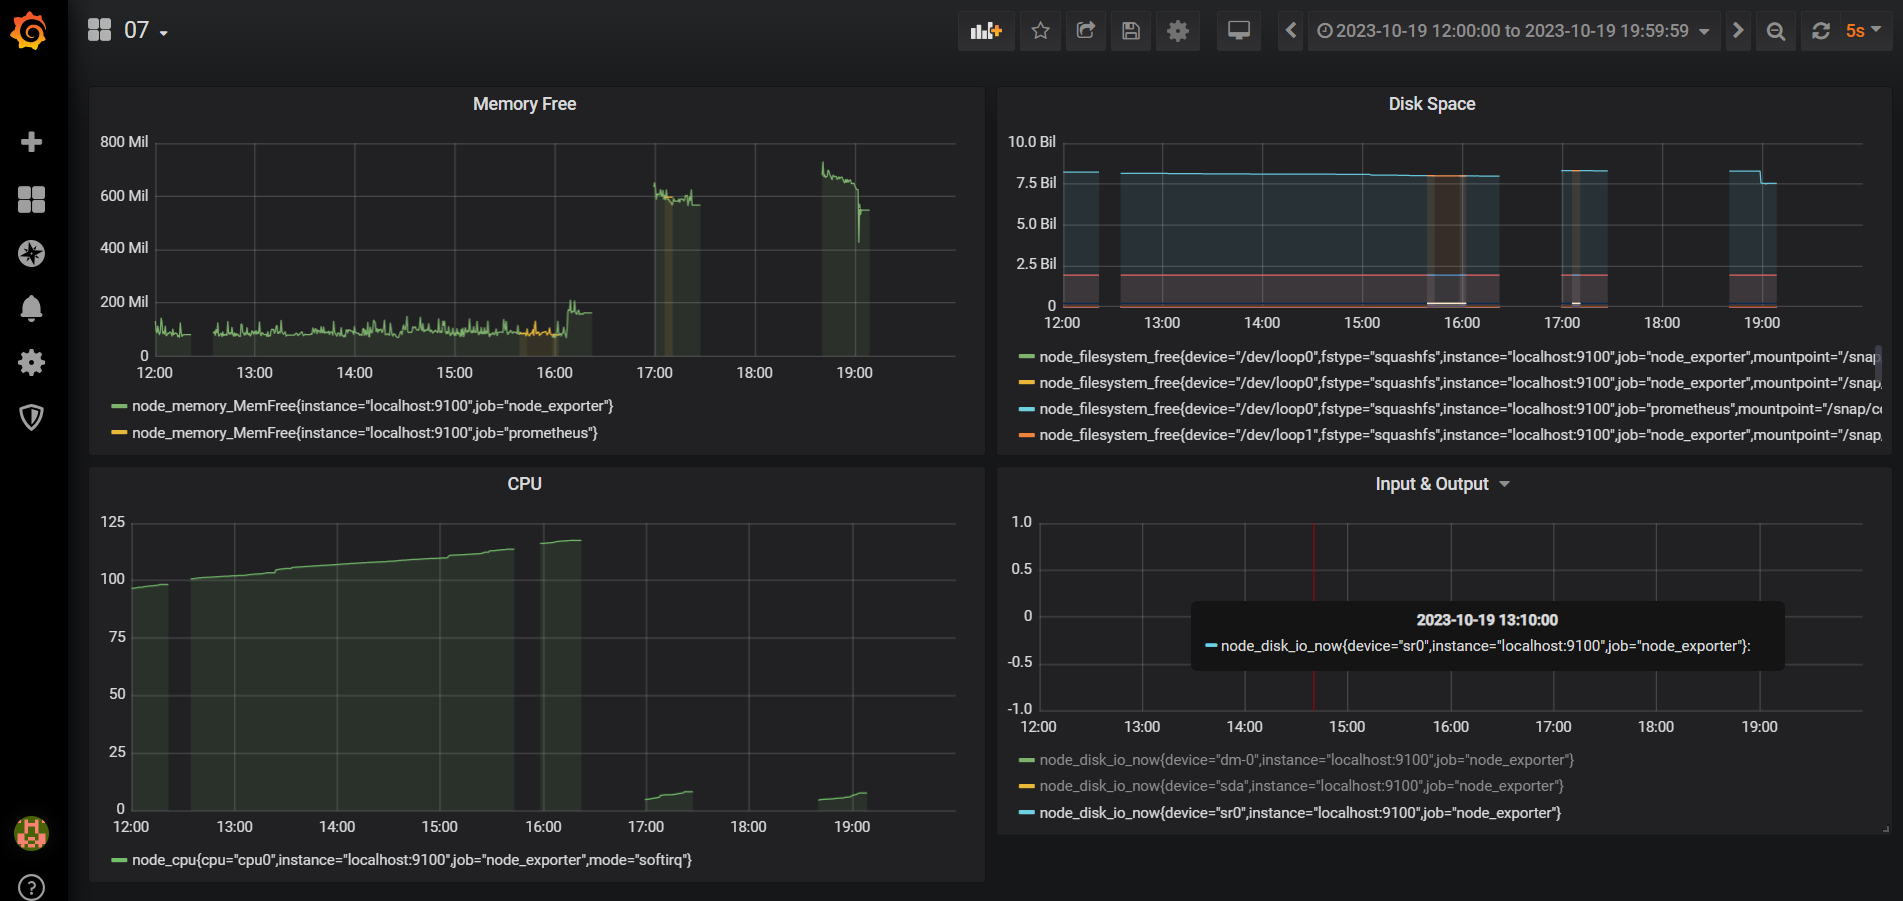 07
2023-10-19 12:00:00 to 2023-10-19 19:59:59
5s
Memory Free
800 Mil
600 Mil
400 Mil
200 Mil
0
12:00 13:00 14:00 15:00 16:00 17:00 18:00 19:00
node_memory_MemFree{instance="localhost:9100",job="node_exporter"}
node_memory_MemFree{instance="localhost:9100",job="prometheus"}
Disk Space
10.0 Bil
7.5 Bil
5.0 Bil
2.5 Bil
0
12:00 13:00 14:00 15:00 16:00 17:00 18:00 19:00
node_filesystem_free{device="/dev/loop0",fstype="squashfs",instance="localhost:9100",job="node_exporter",mountpoint="/snap
node_filesystem_free{device="/dev/loop0",fstype="squashfs",instance="localhost:9100",job="node_exporter",mountpoint="/snap/
node_filesystem_free{device="/dev/loop0",fstype="squashfs",instance="localhost:9100",job="prometheus",mountpoint="/snap/co
node_filesystem_free{device="/dev/loop1",fstype="squashfs",instance="localhost:9100",job="node_exporter",mountpoint="/snap/
CPU
125
100
75
50
25
0
12:00 13:00 14:00 15:00 16:00 17:00 18:00 19:00
node_cpu{cpu="cpu0",instance="localhost:9100",job="node_exporter",mode="softirq"}
Input & Output
1.0
0.5
0
-0.5
-1.0
2023-10-19 13:10:00
node_disk_io_now{device="sr0",instance="localhost:9100",job="node_exporter"}:
12:00 13:00 14:00 15:00 16:00 17:00 18:00 19:00
node_disk_io_now{device="dm-0",instance="localhost:9100",job="node_exporter"}
node_disk_io_now{device="sda",instance="localhost:9100",job="node_exporter"}
node_disk_io_now{device="sr0",instance="localhost:9100",job="node_exporter"}